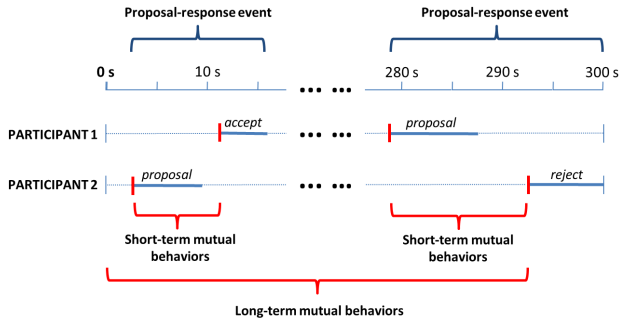 Proposal-response event Proposal-response event
0 s 10 s 280 s 290 s 300 s
accept proposal
PARTICIPANT 1
proposal reject
PARTICIPANT 2
Short-term mutual behaviors
Short-term mutual behaviors
Long-term mutual behaviors